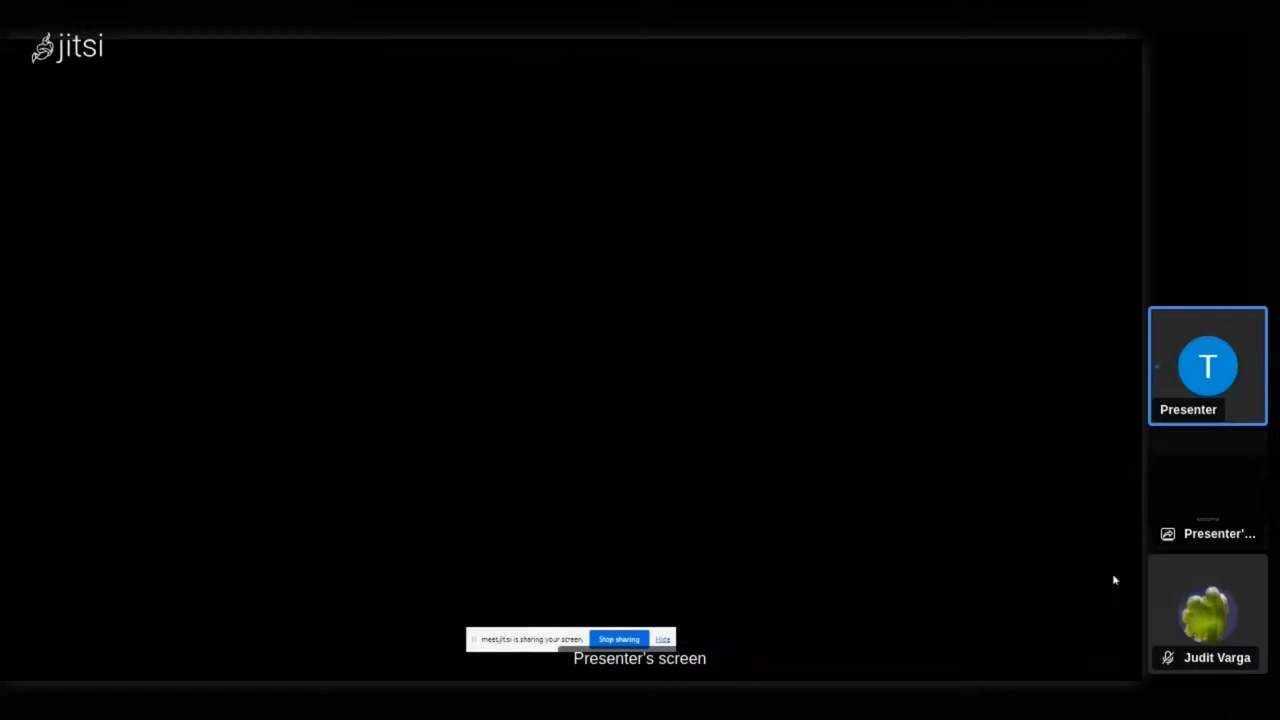 jitsi
Presenter
Presenter'...
meet.jit.si is sharing your screen. Stop sharing Hide
Presenter's screen
Judit Varga
T